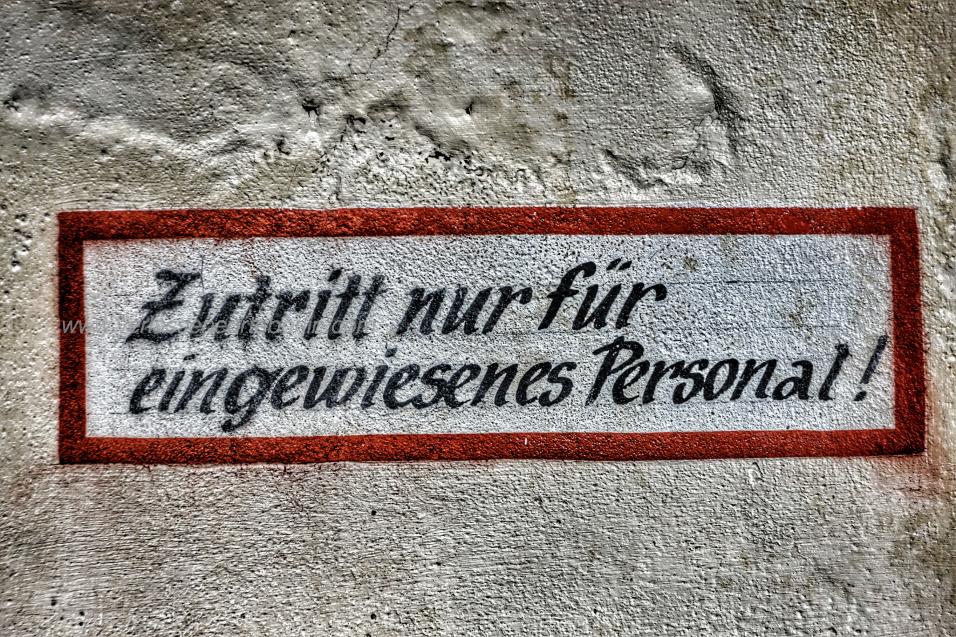 Zutritt nur für
eingewiesenes Personal!